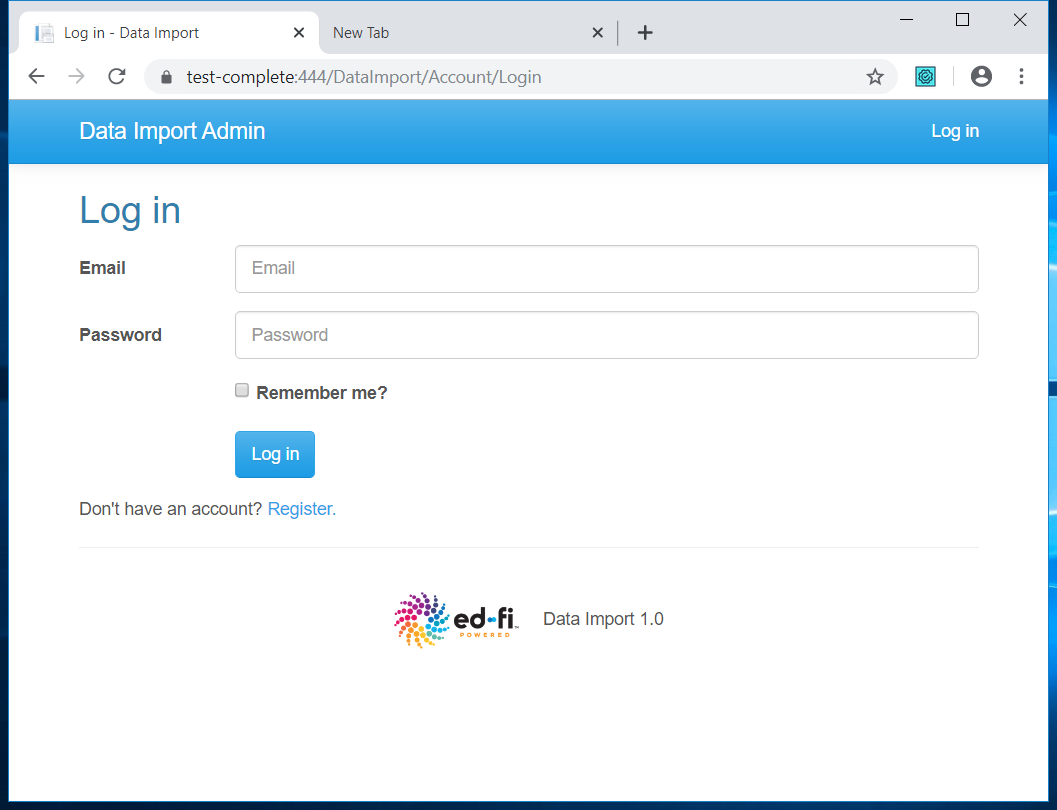 Log in - Data Import
New Tab
test-complete:444/DataImport/Account/Login
Data Import Admin
Log in
Log in
Email
Email
Password
Password
Remember me?
Log in
Don't have an account? Register.
ed•fi™
POWERED
Data Import 1.0